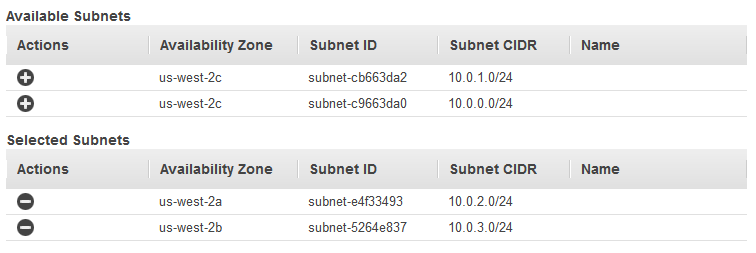 Available Subnets
Actions Availability Zone Subnet ID Subnet CIDR Name
us-west-2c subnet-cb663da2 10.0.1.0/24
us-west-2c subnet-c9663da0 10.0.0.0/24
Selected Subnets
Actions Availability Zone Subnet ID Subnet CIDR Name
us-west-2a subnet-e4f33493 10.0.2.0/24
us-west-2b subnet-5264e837 10.0.3.0/24